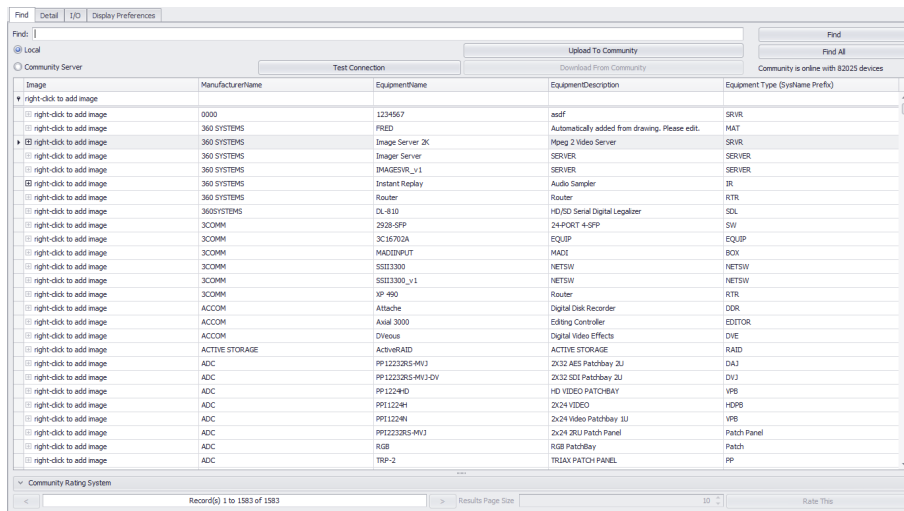 Find Detail I/O Display Preferences
Find: Find
Local Upload To Community Find All
Community Server Test Connection Download From Community Community is online with 82025 devices
Image ManufacturerName EquipmentName EquipmentDescription Equipment Type (SysName Prefix)
right-click to add image
right-click to add image 0000 1234567 asdf SRVR
right-click to add image 360 SYSTEMS FRED Automatically added from drawing. Please edit. MAT
right-click to add image 360 SYSTEMS Image Server 2K Mpeg 2 Video Server SRVR
right-click to add image 360 SYSTEMS Imager Server SERVER SERVER
right-click to add image 360 SYSTEMS IMAGESVR_v1 SERVER SERVER
right-click to add image 360 SYSTEMS Instant Replay Audio Sampler IR
right-click to add image 360 SYSTEMS Router Router RTR
right-click to add image 360SYSTEMS DL-810 HD/SD Serial Digital Legalizer SDL
right-click to add image 3COMM 2928-SFP 24-PORT 4-SFP SW
right-click to add image 3COMM 3C16702A EQUIP EQUIP
right-click to add image 3COMM MADIINPUT MADI BOX
right-click to add image 3COMM SSII3300 NETSW NETSW
right-click to add image 3COMM SSII3300_v1 NETSW NETSW
right-click to add image 3COMM XP 490 Router RTR
right-click to add image ACCOM Attache Digital Disk Recorder DDR
right-click to add image ACCOM Axial 3000 Editing Controller EDITOR
right-click to add image ACCOM DVeous Digital Video Effects DVE
right-click to add image ACTIVE STORAGE ActiveRAID ACTIVE STORAGE RAID
right-click to add image ADC PP12232RS-MVJ 2X32 AES Patchbay 2U DAJ
right-click to add image ADC PP12232RS-MVJ-DV 2X32 SDI Patchbay 2U DVJ
right-click to add image ADC PP1224HD HD VIDEO PATCHBAY VPB
right-click to add image ADC PPI1224H 2X24 VIDEO HDPB
right-click to add image ADC PPI1224N 2x24 Video Patchbay 1U VPB
right-click to add image ADC PPI2232RS-MVJ 2x24 2RU Patch Panel Patch Panel
right-click to add image ADC RGB RGB PatchBay Patch
right-click to add image ADC TRP-2 TRIAX PATCH PANEL PP
Community Rating System
< Record(s) 1 to 1583 of 1583 > Results Page Size 10 Rate This